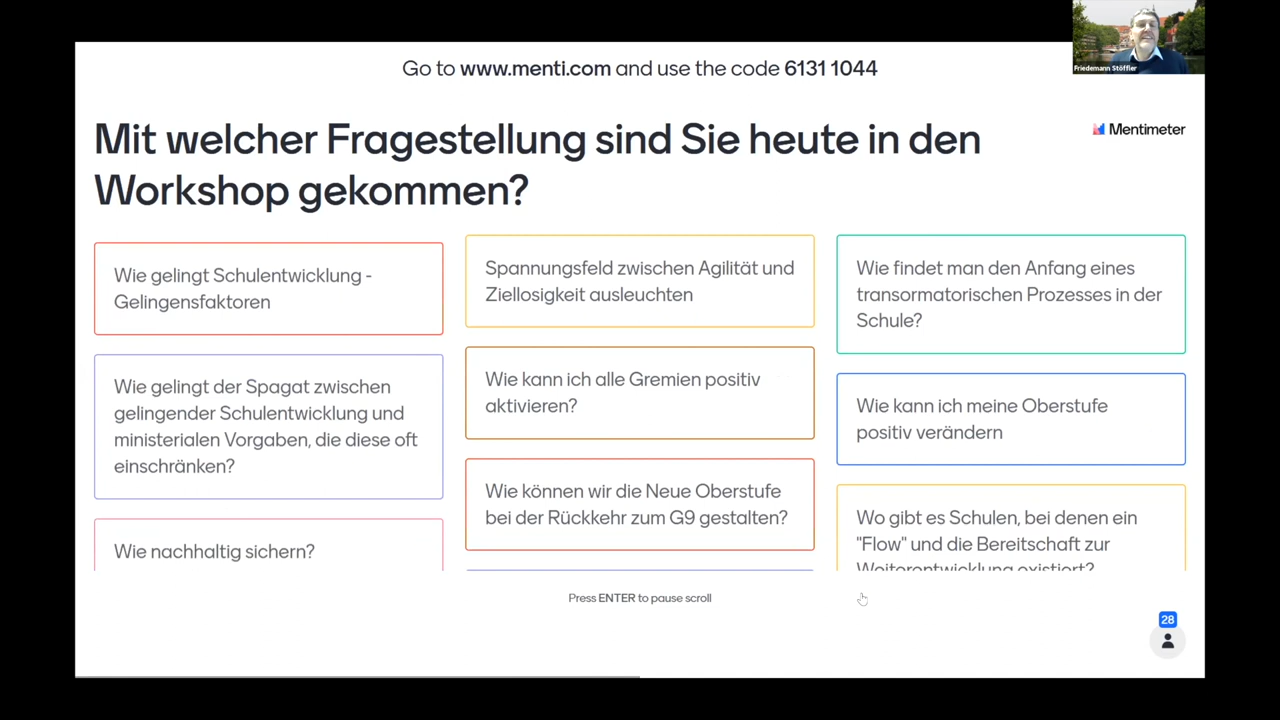 Go to www.menti.com and use the code 6131 1044
Friedemann Stöffler
Mentimeter
Mit welcher Fragestellung sind Sie heute in den
Workshop gekommen?
Wie gelingt Schulentwicklung -
Gelingensfaktoren
Wie gelingt der Spagat zwischen
gelingender Schulentwicklung und
ministerialen Vorgaben, die diese oft
einschränken?
Wie nachhaltig sichern?
Spannungsfeld zwischen Agilität und
Ziellosigkeit ausleuchten
Wie kann ich alle Gremien positiv
aktivieren?
Wie können wir die Neue Oberstufe
bei der Rückkehr zum G9 gestalten?
Wie findet man den Anfang eines
transormatorischen Prozesses in der
Schule?
Wie kann ich meine Oberstufe
positiv verändern
Wo gibt es Schulen, bei denen ein
"Flow" und die Bereitschaft zur
Weiterentwicklung existiert?
Press ENTER to pause scroll
28